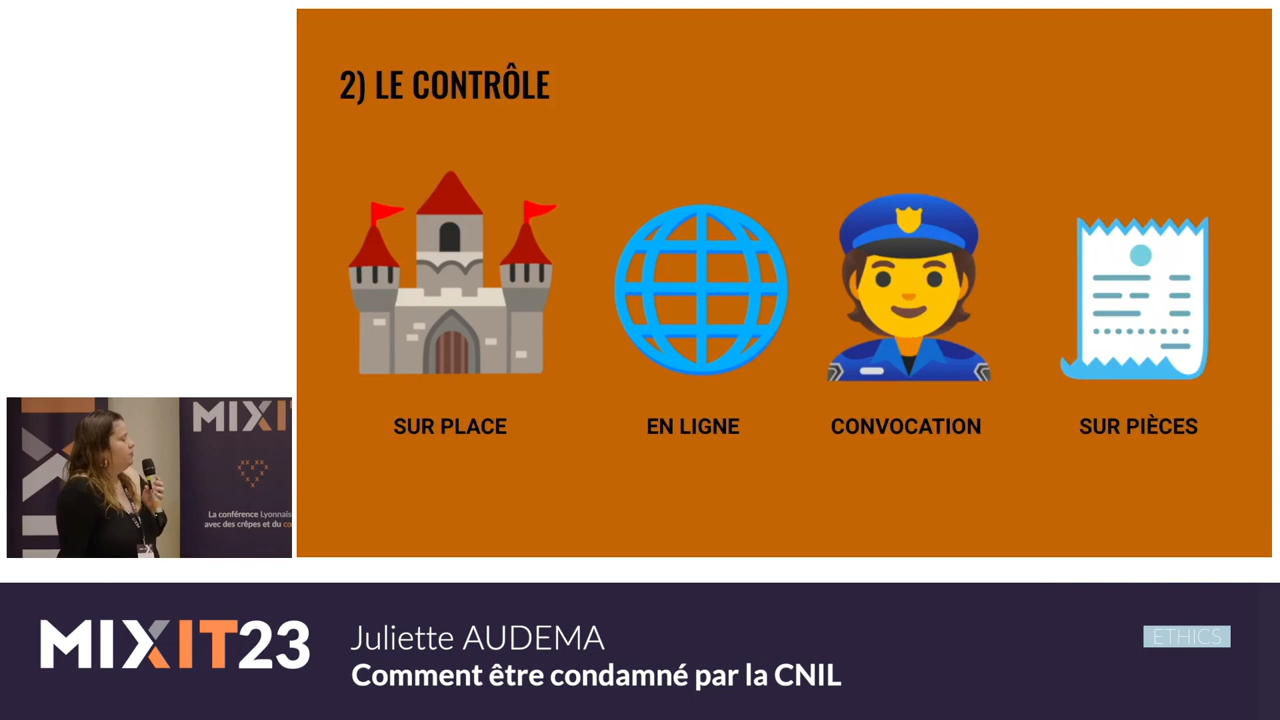 2) LE CONTRÔLE
SUR PLACE
EN LIGNE
CONVOCATION
SUR PIÈCES
MIXIT
La conférence Lyonnais
avec des crêpes et du co
MIXIT23
Juliette AUDEMA
Comment être condamné par la CNIL
ETHICS